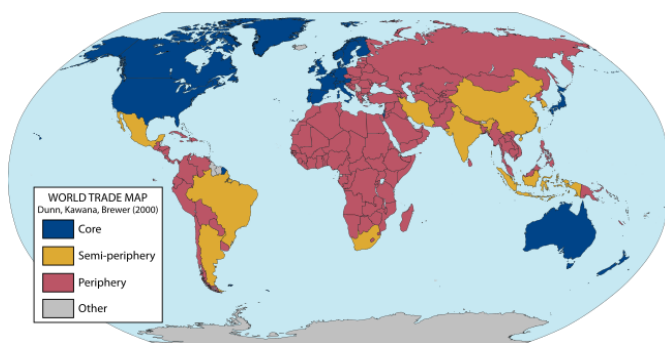 WORLD TRADE MAP
Dunn, Kawana, Brewer (2000)
Core
Semi-periphery
Periphery
Other